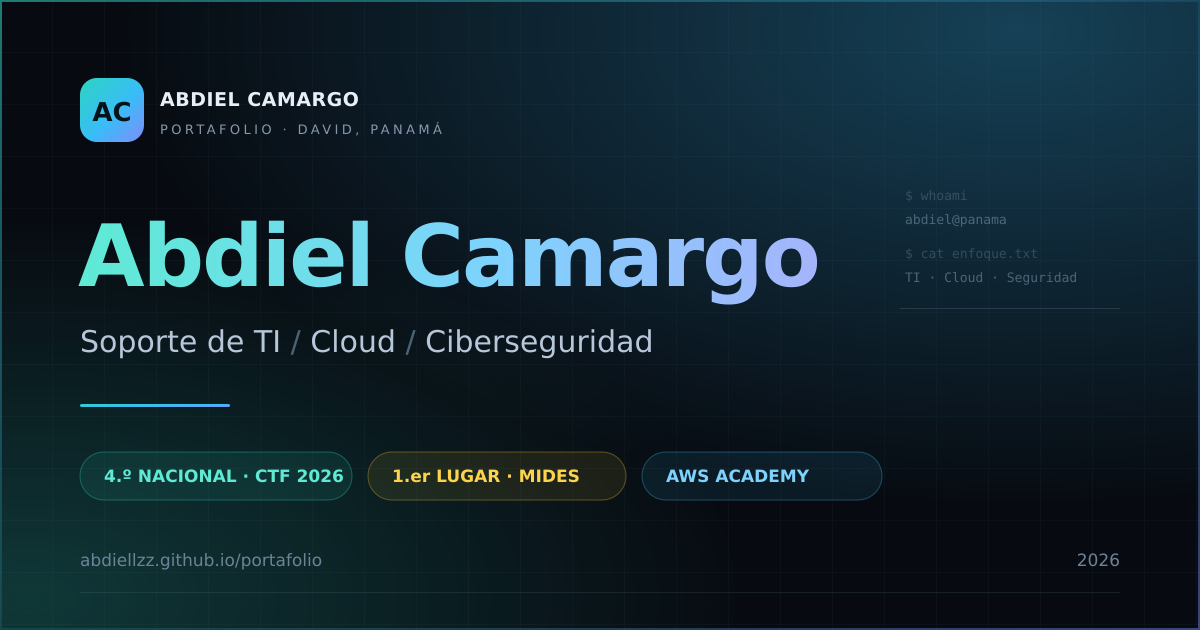 AC
ABDIEL CAMARGO
PORTAFOLIO · DAVID, PANAMÁ
$ whoami
abdiel@panama
$ cat enfoque.txt
TI · Cloud · Seguridad
Abdiel Camargo
Soporte de TI / Cloud / Ciberseguridad
4.º NACIONAL · CTF 2026
1.er LUGAR · MIDES
AWS ACADEMY
abdiellzz.github.io/portafolio
2026